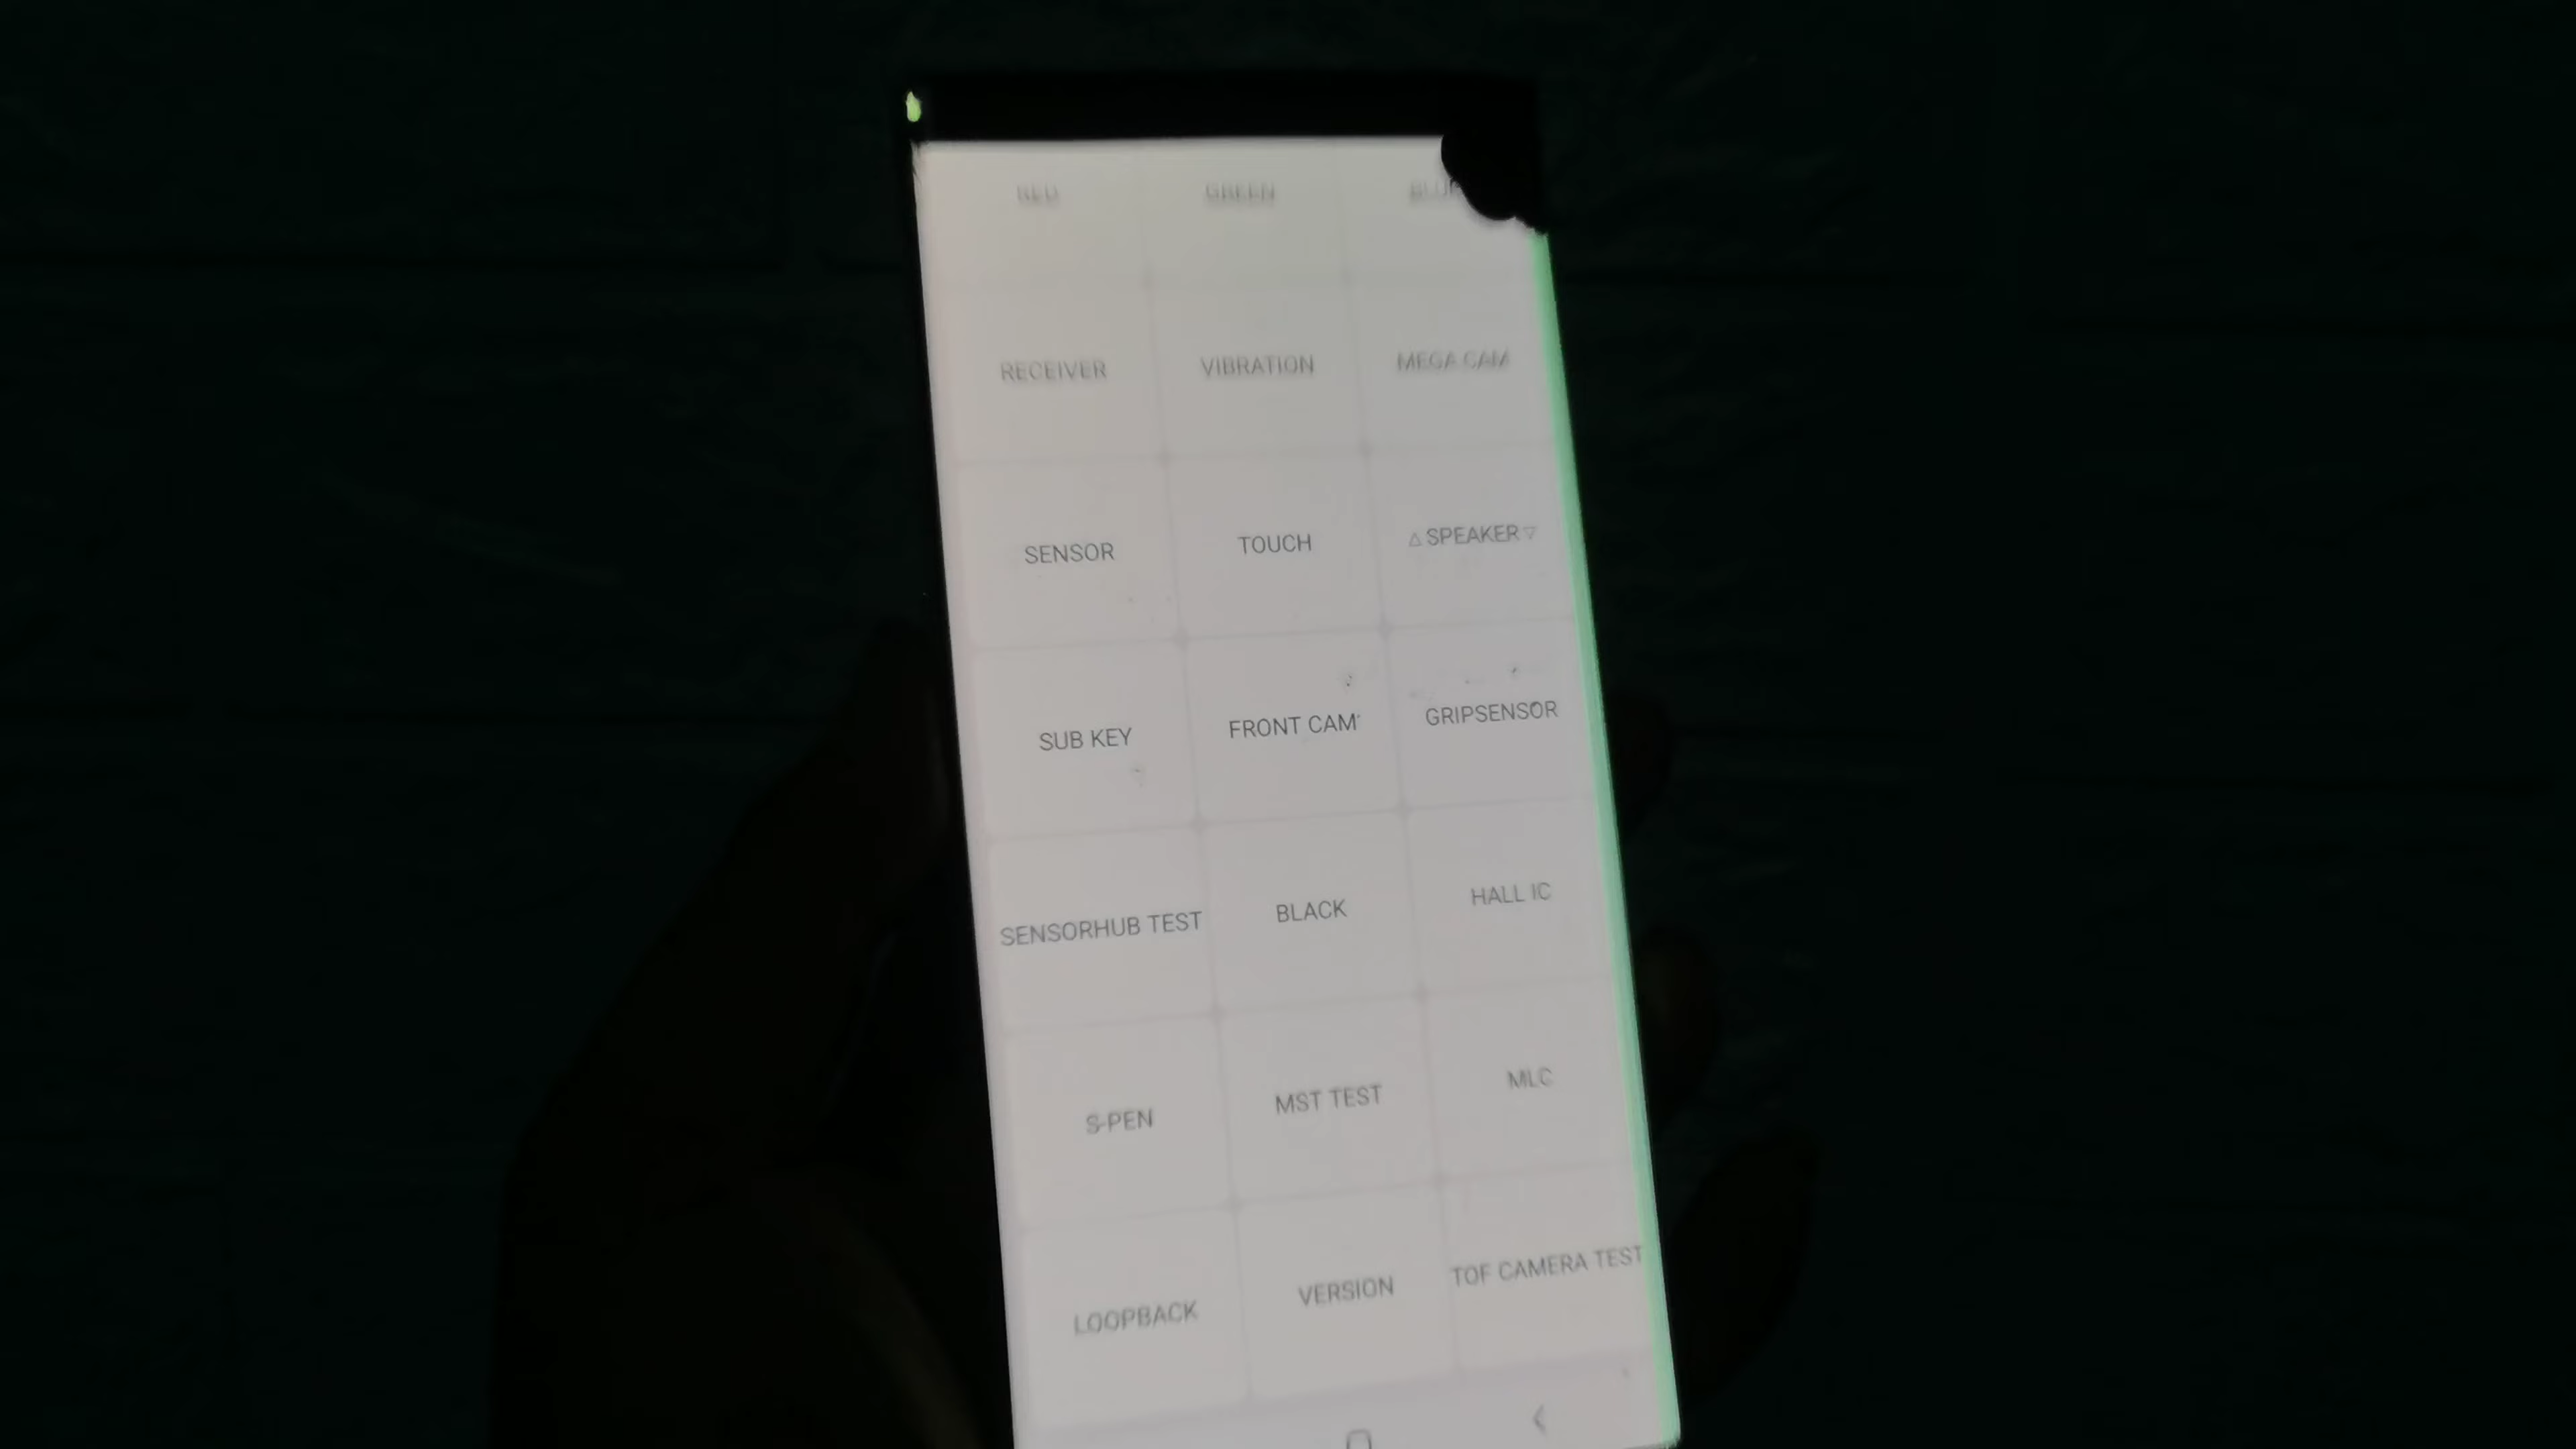 RED GREEN BLUE
RECEIVER VIBRATION MEGA CAM
SENSOR TOUCH △ SPEAKER ▽
SUB KEY FRONT CAM GRIPSENSOR
SENSORHUB TEST BLACK HALL IC
S-PEN MST TEST MLC
LOOPBACK VERSION TOF CAMERA TEST